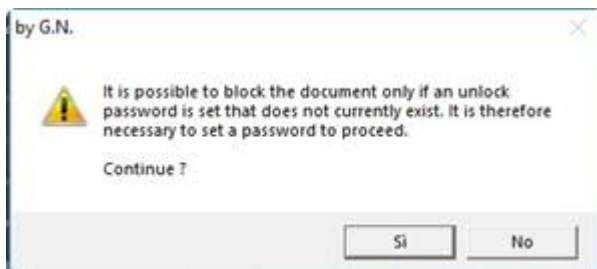 by G.N.
It is possible to block the document only if an unlock
password is set that does not currently exist. It is therefore
necessary to set a password to proceed.
Continue ?
Sì
No